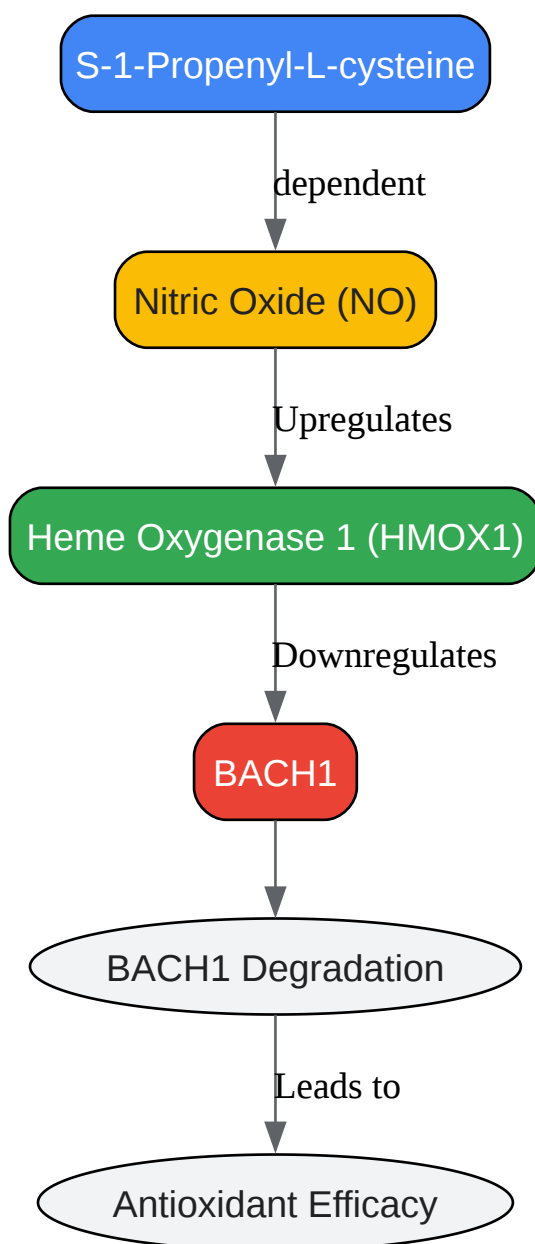 S-1-Propenyl-L-cysteine
dependent
Nitric Oxide (NO)
Upregulates
Heme Oxygenase 1 (HMOX1)
Downregulates
BACH1
BACH1 Degradation
Leads to
Antioxidant Efficacy